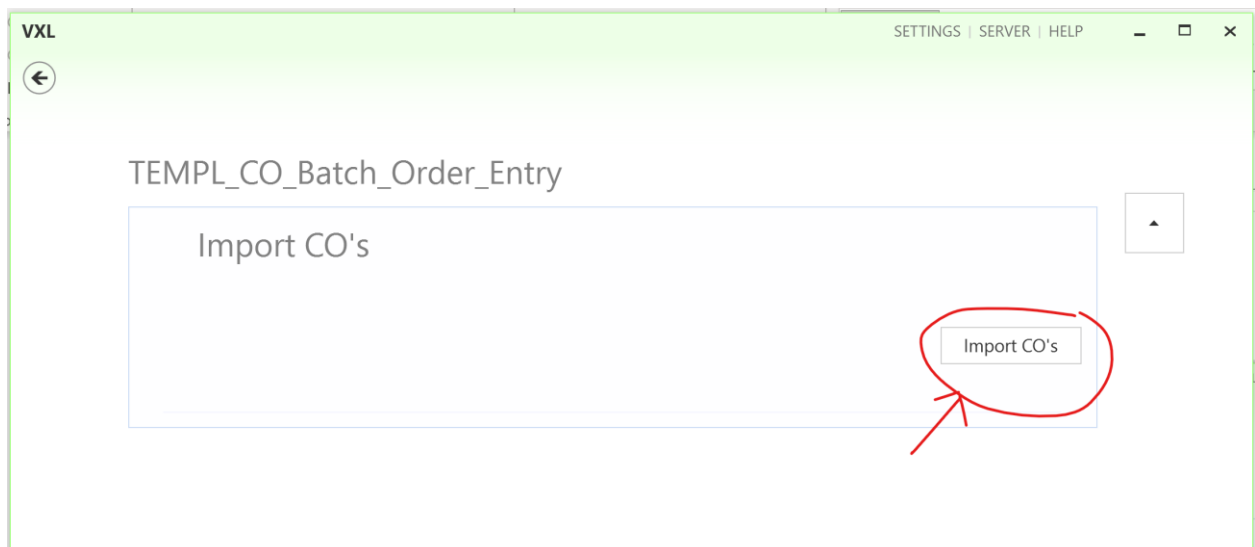 VXL
SETTINGS | SERVER | HELP
TEMPL_CO_Batch_Order_Entry
Import CO's
Import CO's